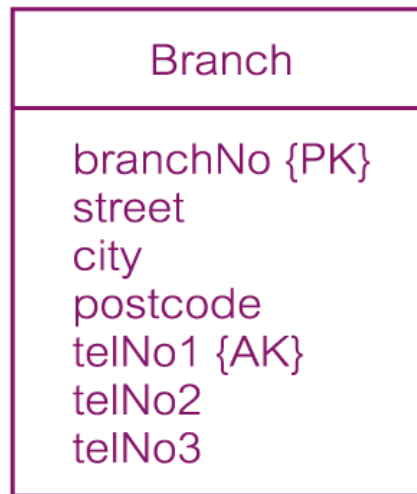 Branch
branchNo {PK}
street
city
postcode
telNo1 {AK}
telNo2
telNo3